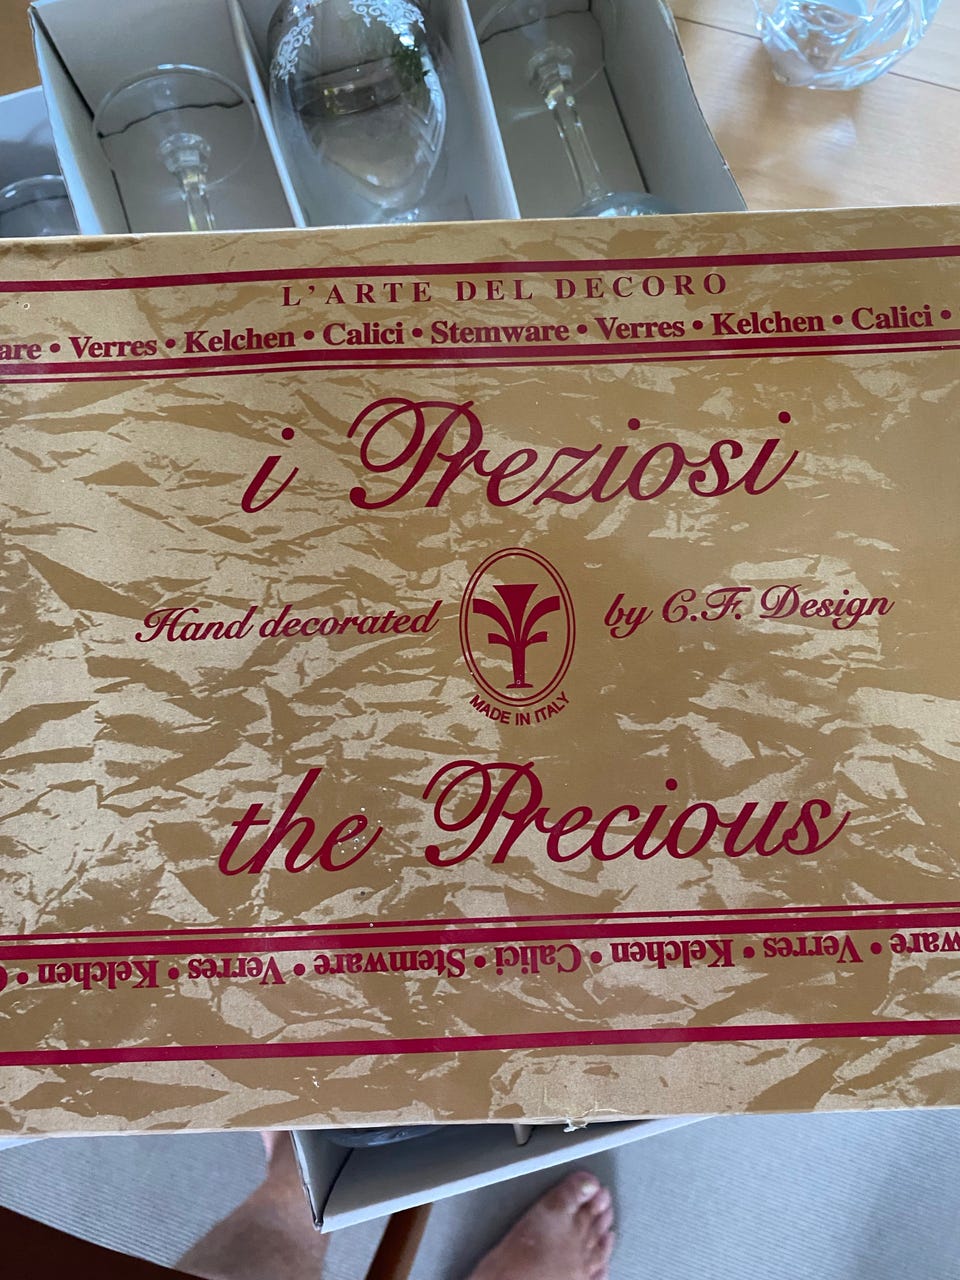 L'ARTE DEL DECORO
are • Verres • Kelchen • Calici • Stemware • Verres • Kelchen • Calici •
i Preziosi
Hand decorated by C.F. Design
MADE IN ITALY
the Precious
ware • Verres • Kelchen • Calici • Stemware • Verres • Kelchen • C